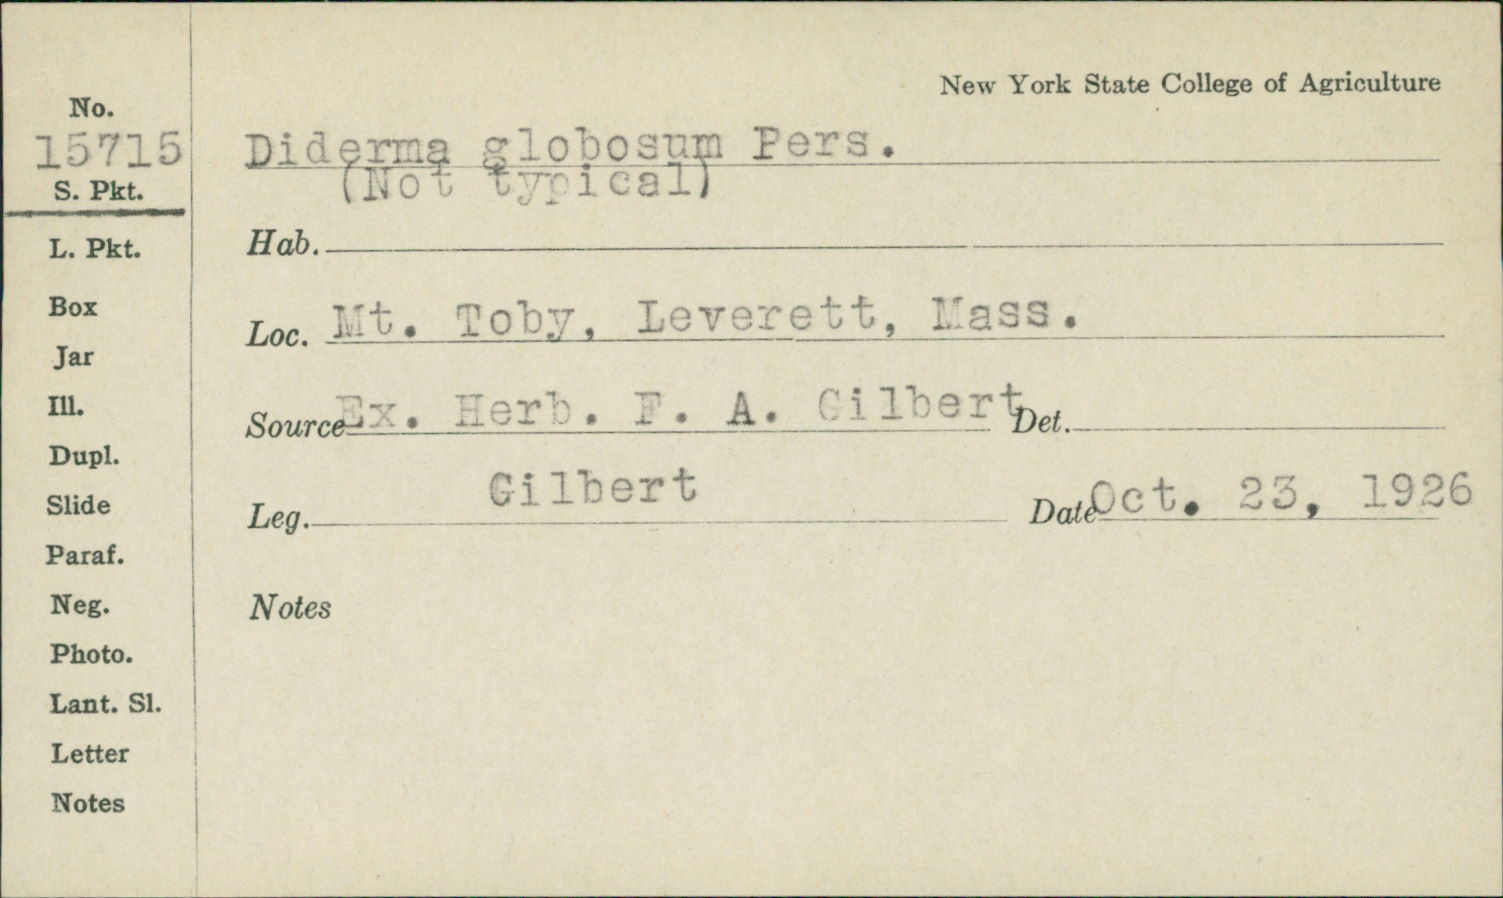 New York State College of Agriculture
No.
15715
S. Pkt.
L. Pkt.
Box
Jar
Ill.
Dupl.
Slide
Paraf.
Neg.
Photo.
Lant. Sl.
Letter
Notes
Diderma globosum Pers.
(Not typical)
Hab.
Loc. Mt. Toby, Leverett, Mass.
Source Ex. Herb. F. A. Gilbert Det.
Leg. Gilbert Date Oct. 23, 1926
Notes